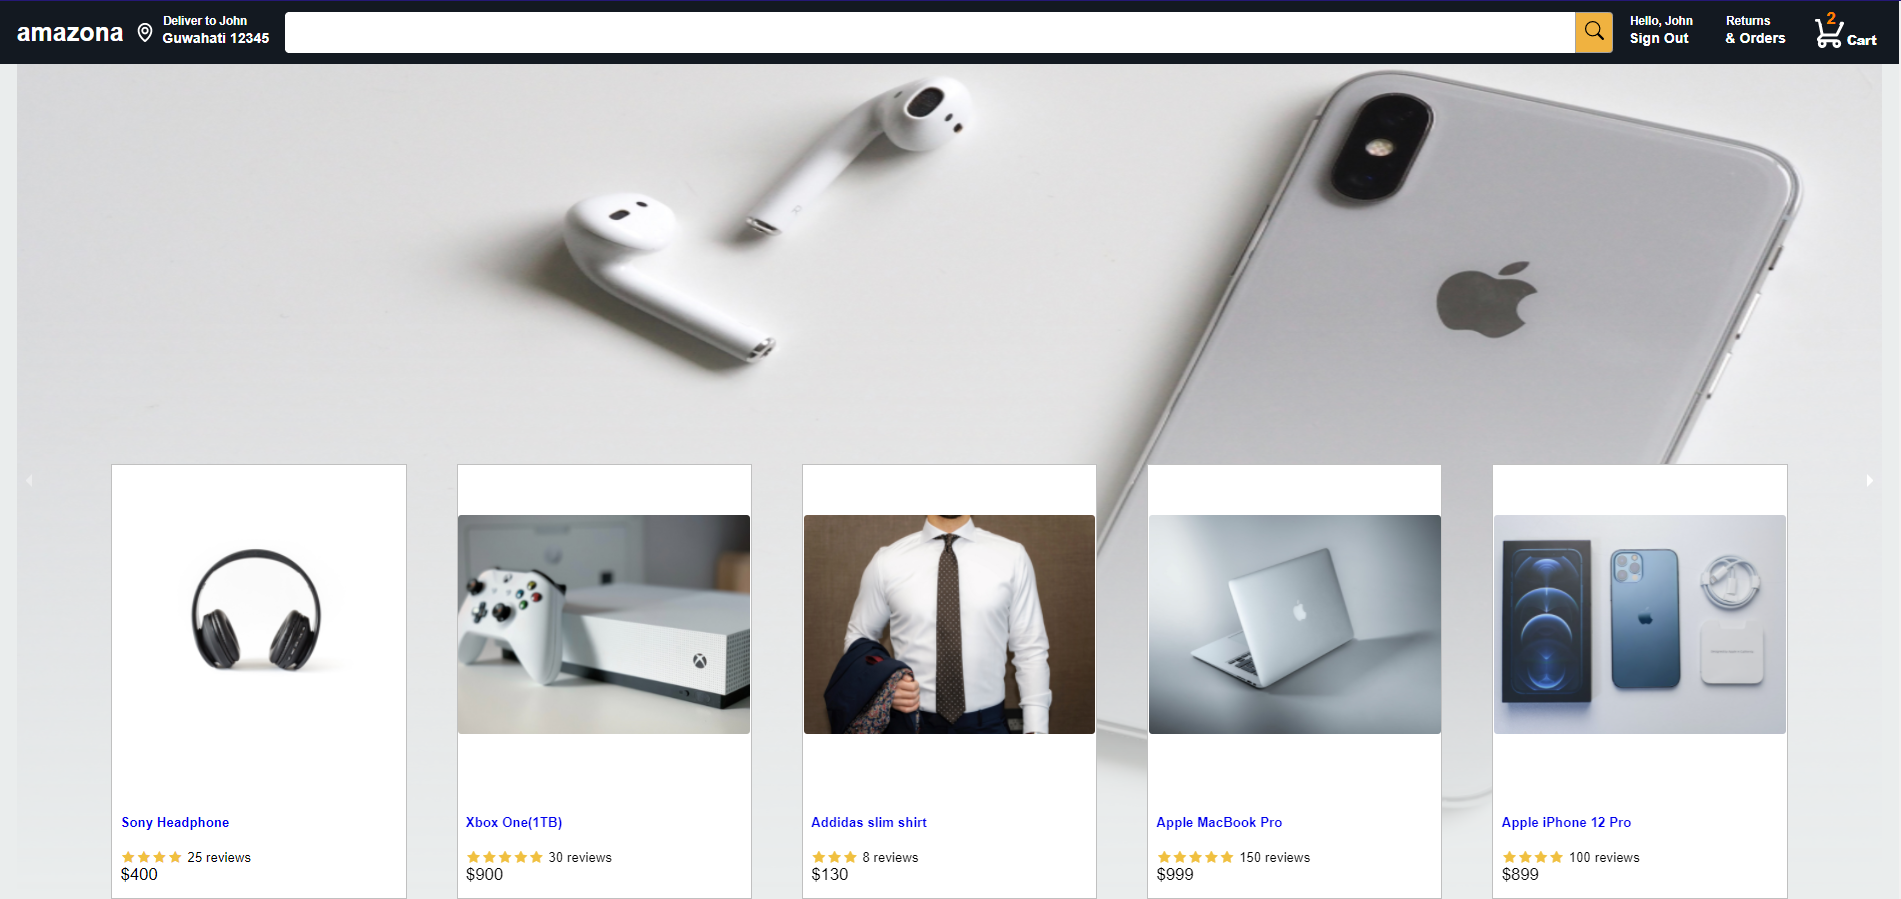 amazona
Deliver to John
Guwahati 12345
Hello, John
Sign Out
Returns
& Orders
2
Cart
Sony Headphone
25 reviews
$400
Xbox One(1TB)
30 reviews
$900
Addidas slim shirt
8 reviews
$130
Apple MacBook Pro
150 reviews
$999
Apple iPhone 12 Pro
100 reviews
$899